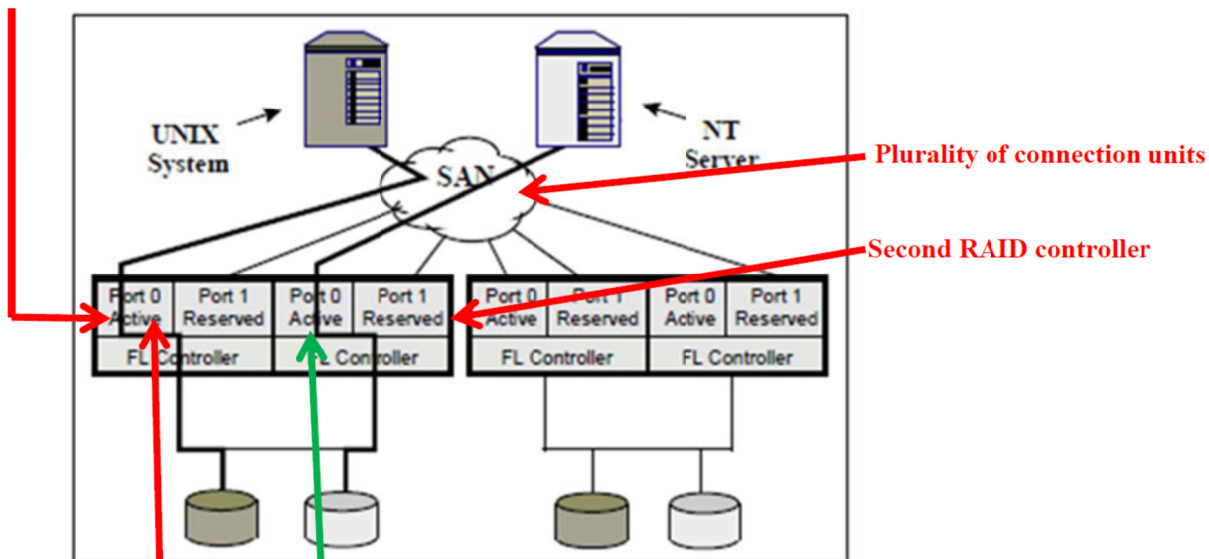 UNIX
System
NT
Server
SAN
Plurality of connection units
Second RAID controller
Port 0
Active
Port 1
Reserved
Port 0
Active
Port 1
Reserved
Port 0
Active
Port 1
Reserved
Port 0
Active
Port 1
Reserved
FL Controller
FL Controller
FL Controller
FL Controller